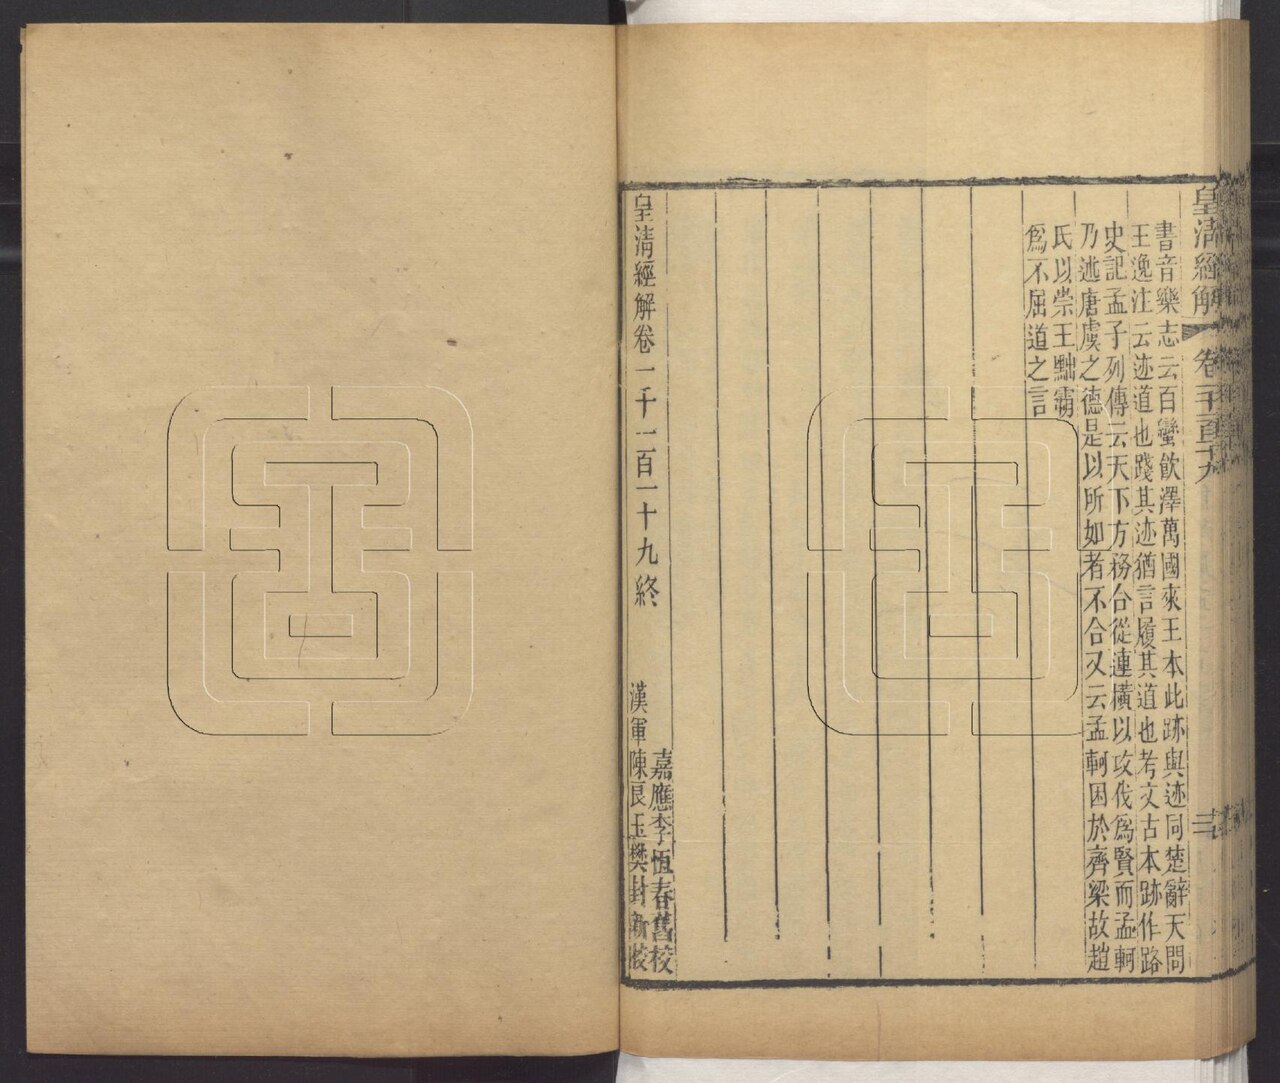 皇清經解 卷一千一百十九
書音樂志云百蠻飲澤萬國來王本此跡與迹同楚辭天問
王逸注云迹道也踐其迹猶言履其道也考文古本跡作路
史記孟子列傳云天下方務合從連橫以攻伐為賢而孟軻
乃述唐虞之德是以所如者不合又云孟軻困於齊梁故趙
氏以崇王黜霸
為不屈道之言
嘉應李恆春舊校
皇清經解卷一千一百一十九終
漢軍陳良玉樊封新校